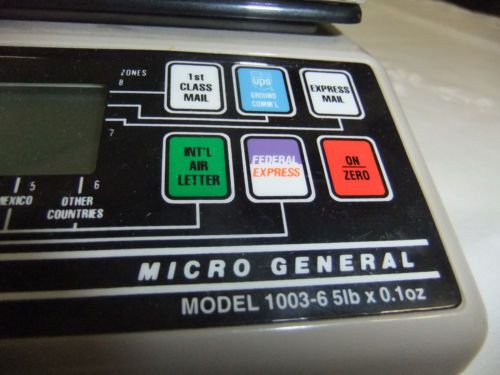 ZONES
8
1st
CLASS
MAIL
ups
GROUND
COMM'L
EXPRESS
MAIL
7
INT'L
AIR
LETTER
FEDERAL
EXPRESS
ON
ZERO
5
6
MEXICO
OTHER
COUNTRIES
MICRO GENERAL
MODEL 1003-6 5lb x 0.1oz